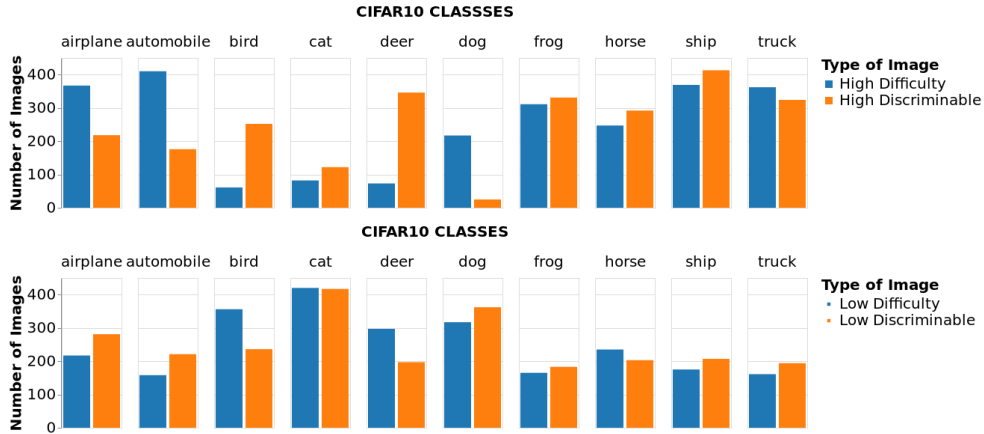 CIFAR10 CLASSSES
airplane automobile bird cat deer dog frog horse ship truck
Number of Images
400
300
200
100
0
Type of Image
High Difficulty
High Discriminable
CIFAR10 CLASSES
airplane automobile bird cat deer dog frog horse ship truck
Number of Images
400
300
200
100
0
Type of Image
Low Difficulty
Low Discriminable